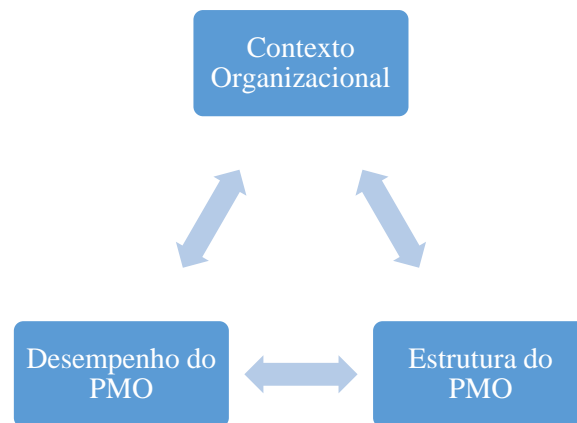 Contexto
Organizacional
Desempenho do
PMO
Estrutura do
PMO